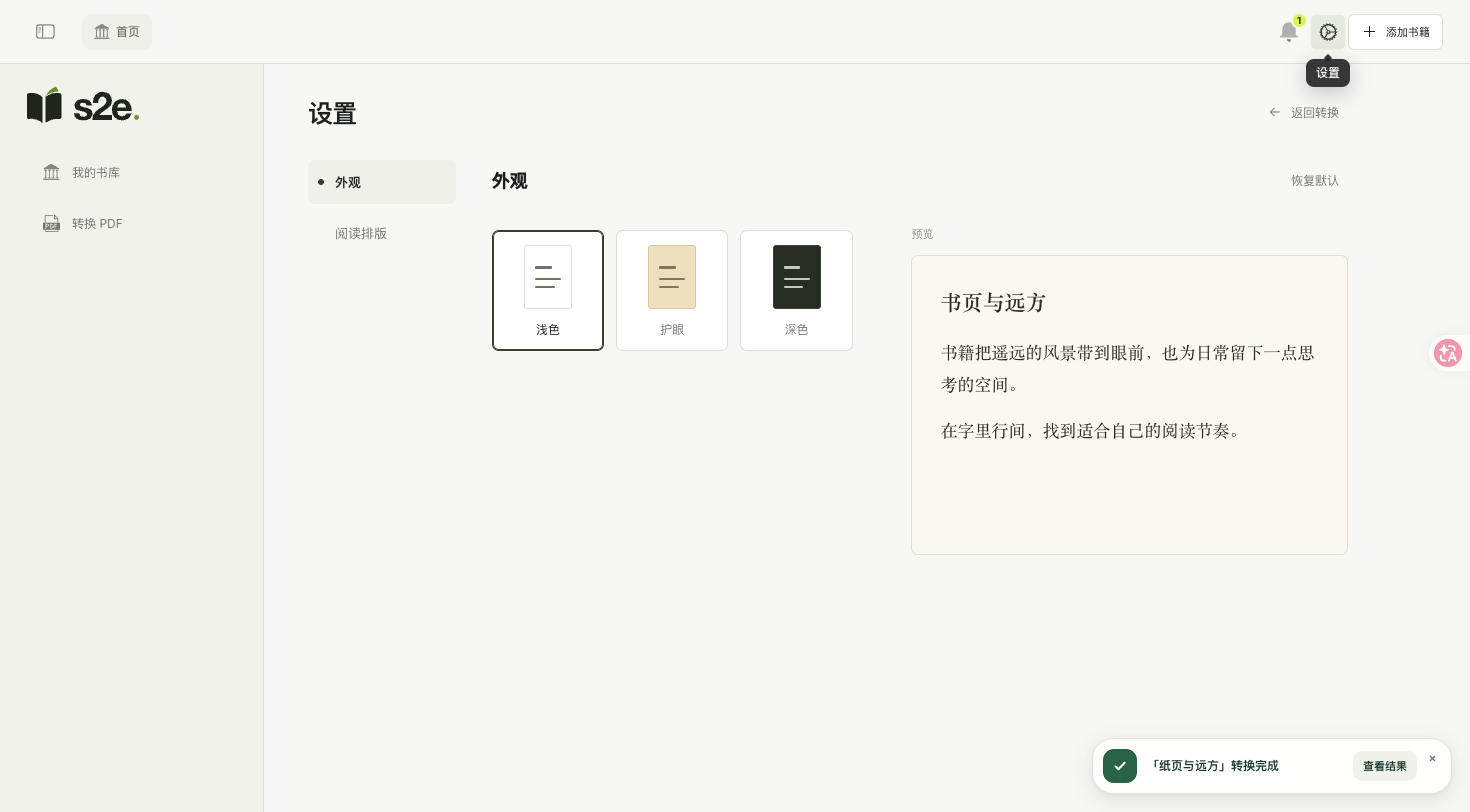 首页
1
添加书籍
设置
s2e.
设置
返回转换
我的书库
转换 PDF
外观
阅读排版
外观
恢复默认
浅色
护眼
深色
预览
书页与远方
书籍把遥远的风景带到眼前，也为日常留下一点思
考的空间。
在字里行间，找到适合自己的阅读节奏。
「纸页与远方」转换完成
查看结果